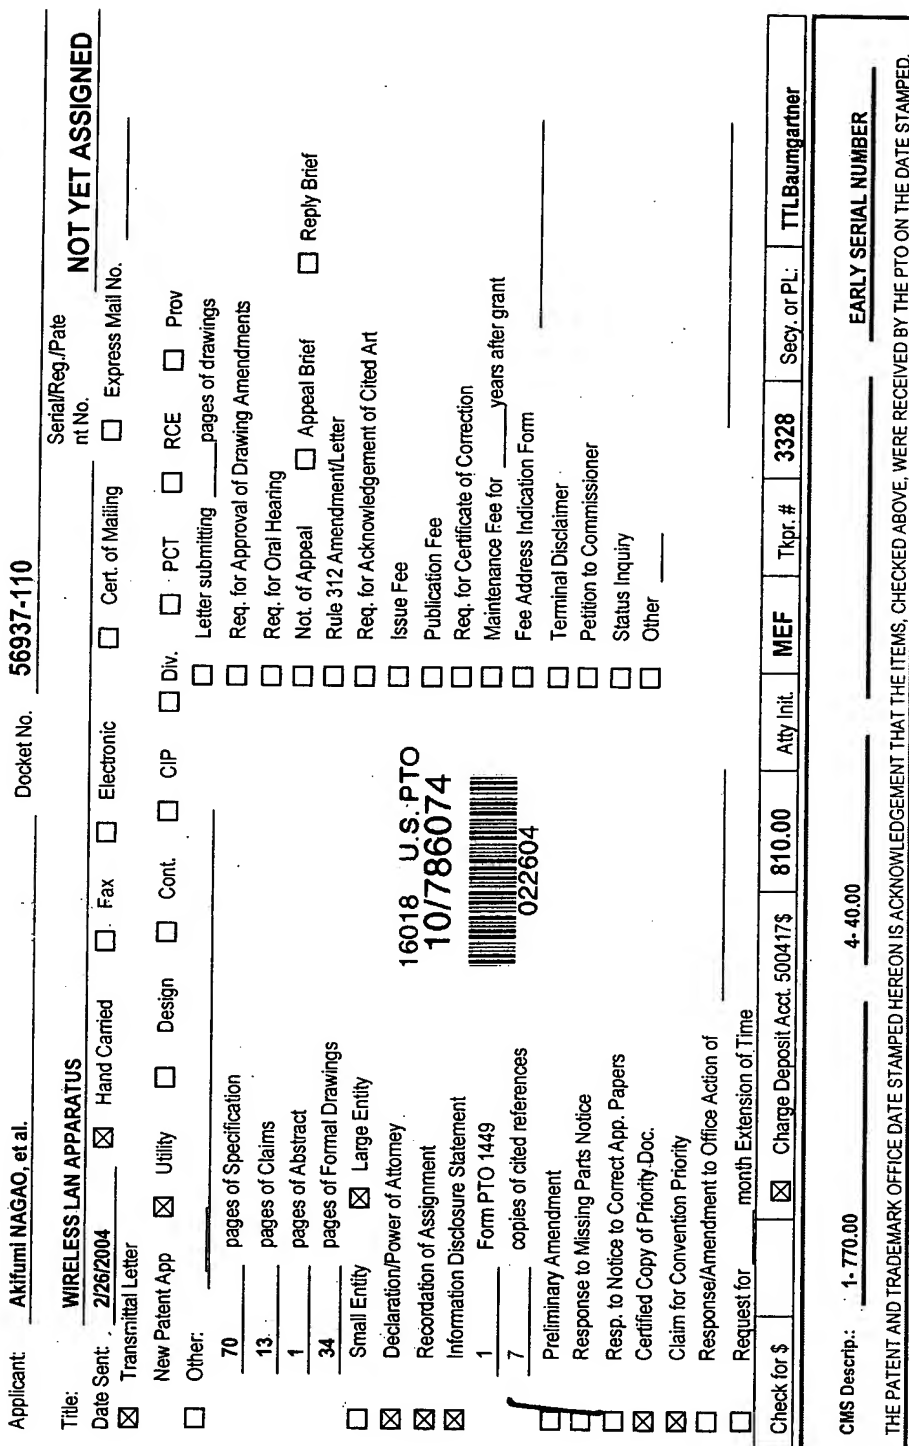 Applicant: Akifumi NAGAO, et al. Docket No. 56937-110
Title: WIRELESS LAN APPARATUS Serial/Reg./Pate
nt No. NOT YET ASSIGNED
Date Sent: 2/26/2004 ☒ Hand Carried ☐ Fax ☐ Electronic ☐ Cert. of Mailing ☐ Express Mail No.
☒ Transmittal Letter
New Patent App ☒ Utility ☐ Design ☐ Cont. ☐ CIP ☐ Div. ☐ PCT ☐ RCE ☐ Prov
☐ Other:
70 pages of Specification
13 pages of Claims
1 pages of Abstract
34 pages of Formal Drawings
☐ Small Entity ☒ Large Entity
☒ Declaration/Power of Attorney
☒ Recordation of Assignment
☒ Information Disclosure Statement
1 Form PTO 1449
7 copies of cited references
☐ Preliminary Amendment
☐ Response to Missing Parts Notice
☐ Resp. to Notice to Correct App. Papers
☒ Certified Copy of Priority Doc.
☒ Claim for Convention Priority
☐ Response/Amendment to Office Action of
☐ Request for month Extension of Time
16018 U.S. PTO
10/786074
022604
☐ Letter submitting ____pages of drawings
☐ Req. for Approval of Drawing Amendments
☐ Req. for Oral Hearing
☐ Not. of Appeal ☐ Appeal Brief ☐ Reply Brief
☐ Rule 312 Amendment/Letter
☐ Req. for Acknowledgement of Cited Art
☐ Issue Fee
☐ Publication Fee
☐ Req. for Certificate of Correction
☐ Maintenance Fee for ____years after grant
☐ Fee Address Indication Form
☐ Terminal Disclaimer
☐ Petition to Commissioner
☐ Status Inquiry
☐ Other
Check for $ ☒ Charge Deposit Acct. 500417$ 810.00 Atty Init. MEF Tkpr. # 3328 Secy. or PL: TTLBaumgartner
CMS Descrip.: 1- 770.00 4- 40.00 EARLY SERIAL NUMBER
THE PATENT AND TRADEMARK OFFICE DATE STAMPED HEREON IS ACKNOWLEDGEMENT THAT THE ITEMS, CHECKED ABOVE, WERE RECEIVED BY THE PTO ON THE DATE STAMPED.